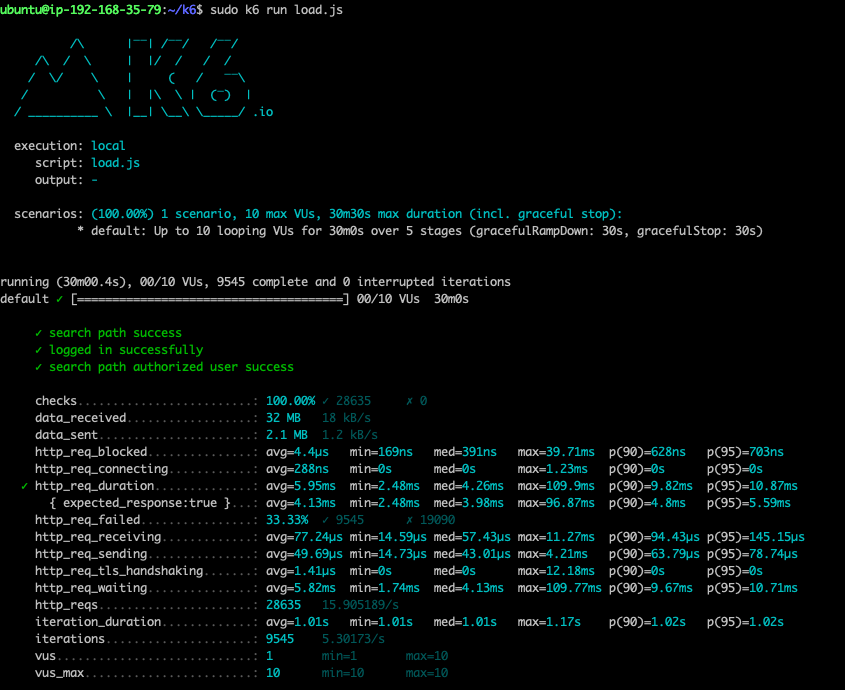 ubuntu@ip-192-168-35-79:~/k6$ sudo k6 run load.js
.io
execution: local
script: load.js
output: -
scenarios: (100.00%) 1 scenario, 10 max VUs, 30m30s max duration (incl. graceful stop):
* default: Up to 10 looping VUs for 30m0s over 5 stages (gracefulRampDown: 30s, gracefulStop: 30s)
running (30m00.4s), 00/10 VUs, 9545 complete and 0 interrupted iterations
default ✓ [======================================] 00/10 VUs  30m0s
✓ search path success
✓ logged in successfully
✓ search path authorized user success
checks.........................: 100.00% ✓ 28635     ✗ 0
data_received..................: 32 MB   18 kB/s
data_sent......................: 2.1 MB  1.2 kB/s
http_req_blocked...............: avg=4.4µs   min=169ns   med=391ns   max=39.71ms  p(90)=628ns   p(95)=703ns
http_req_connecting............: avg=288ns   min=0s      med=0s      max=1.23ms   p(90)=0s      p(95)=0s
✓ http_req_duration..............: avg=5.95ms  min=2.48ms  med=4.26ms  max=109.9ms  p(90)=9.82ms  p(95)=10.87ms
{ expected_response:true }...: avg=4.13ms  min=2.48ms  med=3.98ms  max=96.87ms  p(90)=4.8ms   p(95)=5.59ms
http_req_failed................: 33.33%  ✓ 9545      ✗ 19090
http_req_receiving.............: avg=77.24µs min=14.59µs med=57.43µs max=11.27ms  p(90)=94.43µs p(95)=145.15µs
http_req_sending...............: avg=49.69µs min=14.73µs med=43.01µs max=4.21ms   p(90)=63.79µs p(95)=78.74µs
http_req_tls_handshaking.......: avg=1.41µs  min=0s      med=0s      max=12.18ms  p(90)=0s      p(95)=0s
http_req_waiting...............: avg=5.82ms  min=1.74ms  med=4.13ms  max=109.77ms p(90)=9.67ms  p(95)=10.71ms
http_reqs......................: 28635   15.905189/s
iteration_duration.............: avg=1.01s   min=1.01s   med=1.01s   max=1.17s    p(90)=1.02s   p(95)=1.02s
iterations.....................: 9545    5.30173/s
vus............................: 1       min=1       max=10
vus_max........................: 10      min=10      max=10